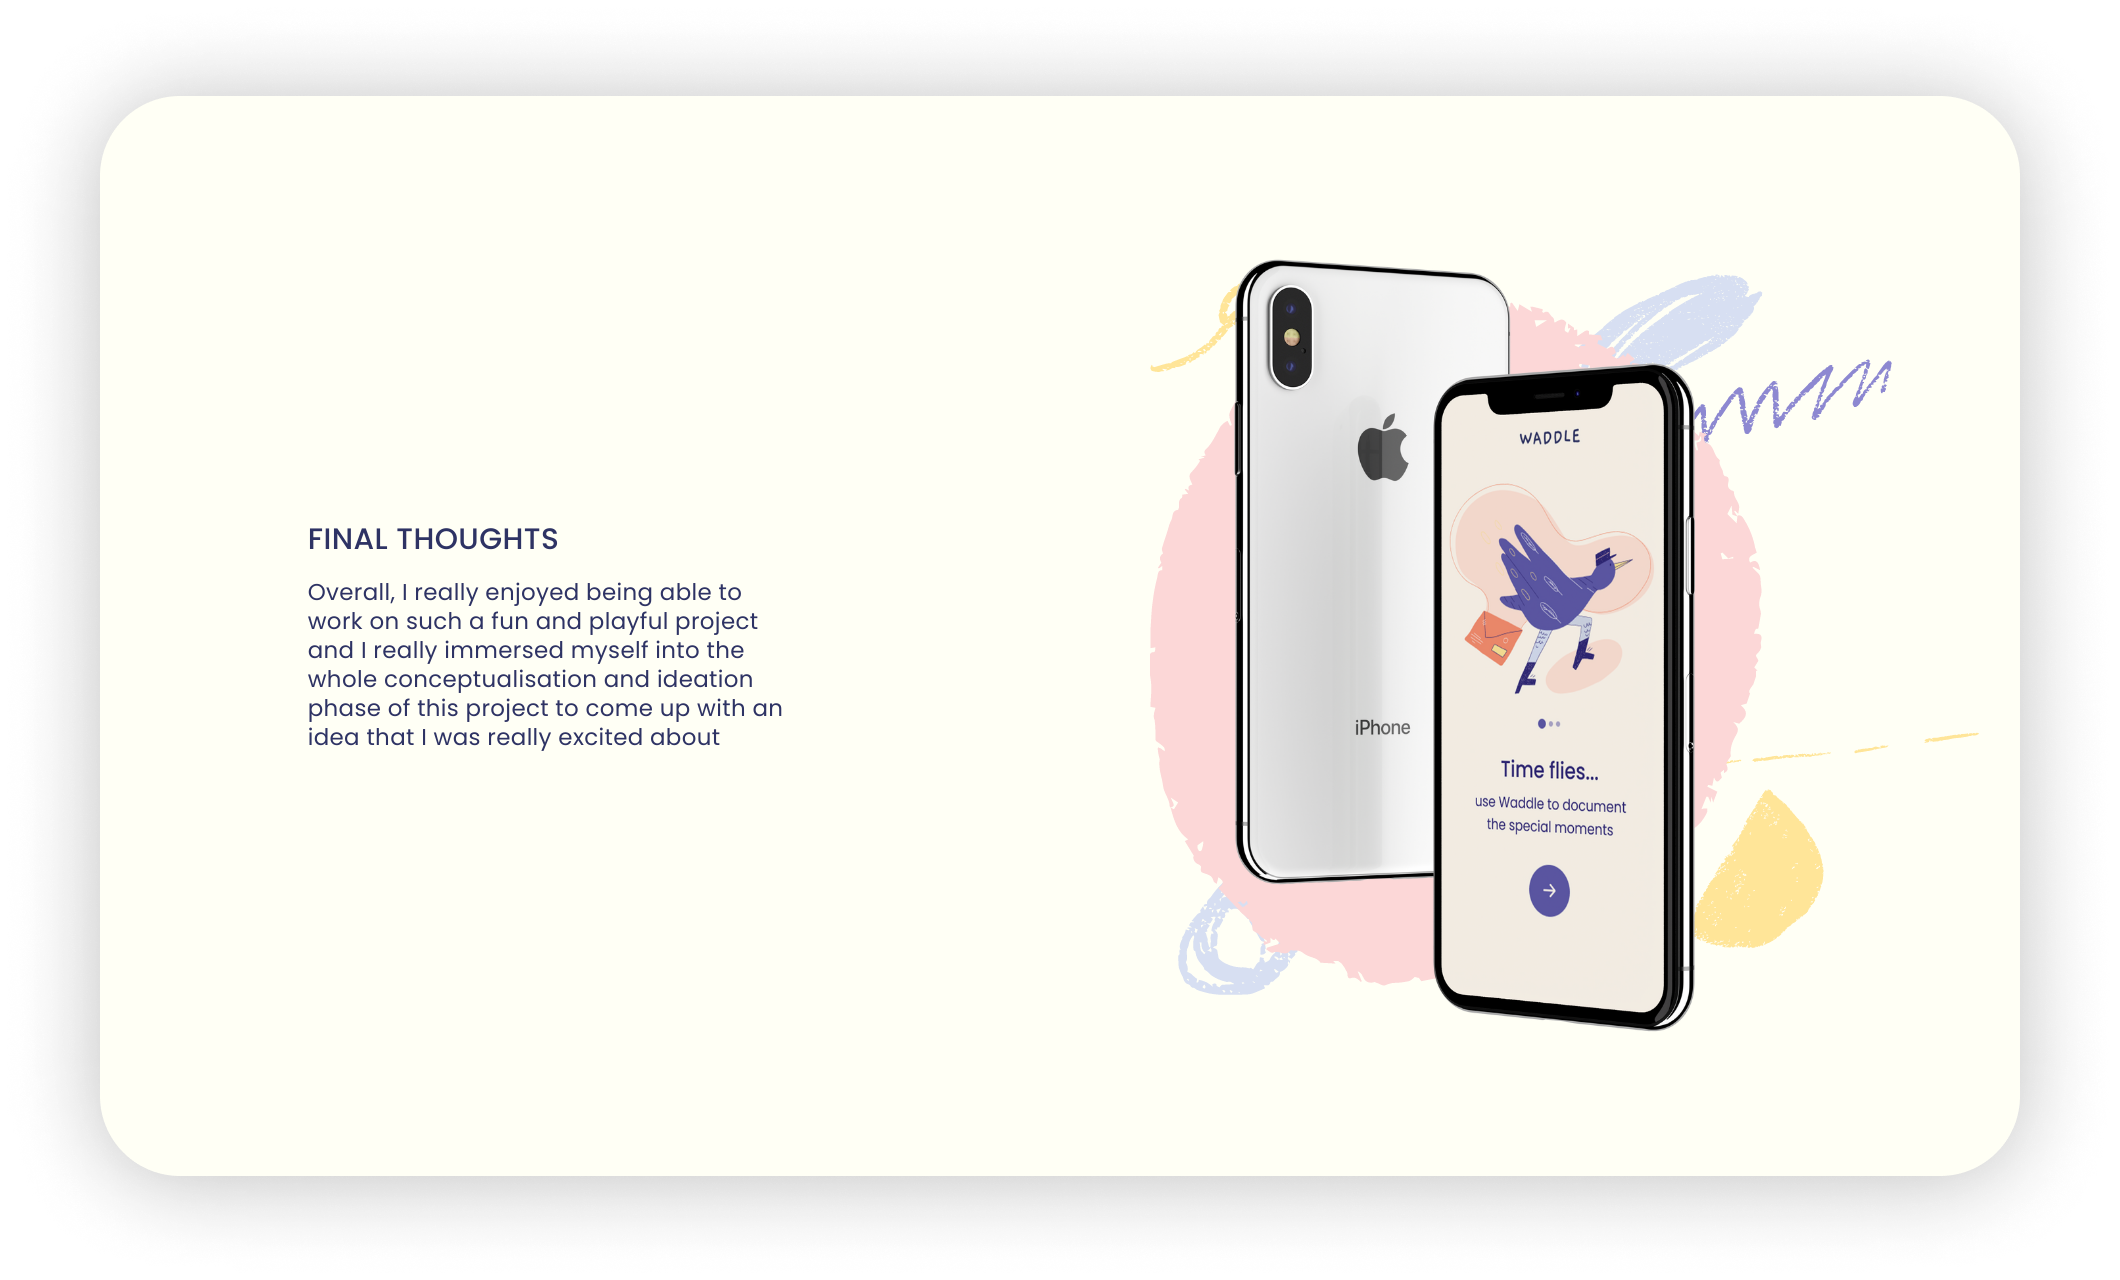 FINAL THOUGHTS
Overall, I really enjoyed being able to
work on such a fun and playful project
and I really immersed myself into the
whole conceptualisation and ideation
phase of this project to come up with an
idea that I was really excited about
iPhone
WADDLE
Time flies...
use Waddle to document
the special moments